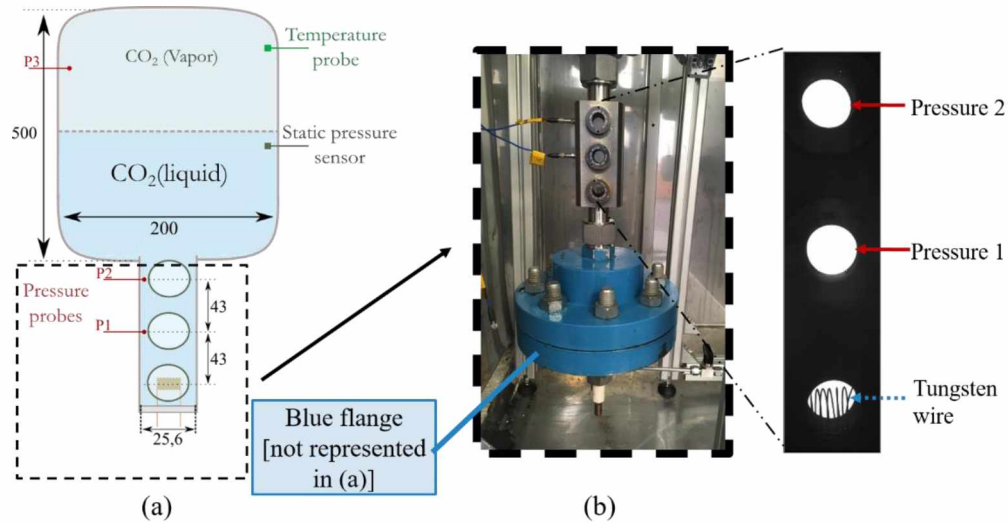 P3
CO₂ (Vapor)
Temperature
probe
500
Static pressure
sensor
CO₂(liquid)
200
P2
Pressure
probes
43
P1
43
25,6
(a)
Blue flange
[not represented
in (a)]
(b)
Pressure 2
Pressure 1
Tungsten
wire